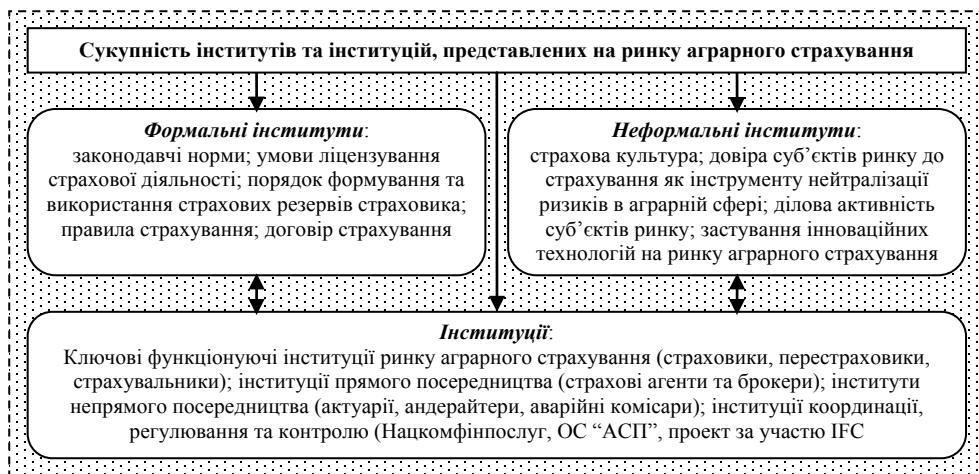 Сукупність інститутів та інституцій, представлених на ринку аграрного страхування
Формальні інститути:
законодавчі норми; умови ліцензування
страхової діяльності; порядок формування та
використання страхових резервів страховика;
правила страхування; договір страхування
Неформальні інститути:
страхова культура; довіра суб’єктів ринку до
страхування як інструменту нейтралізації
ризиків в аграрній сфері; ділова активність
суб’єктів ринку; застування інноваційних
технологій на ринку аграрного страхування
Інституції:
Ключові функціонуючі інституції ринку аграрного страхування (страховики, перестраховики,
страхувальники); інституції прямого посередництва (страхові агенти та брокери); інститути
непрямого посередництва (актуарії, андерайтери, аварійні комісари); інституції координації,
регулювання та контролю (Нацкомфінпослуг, ОС “АСП”, проект за участю IFC